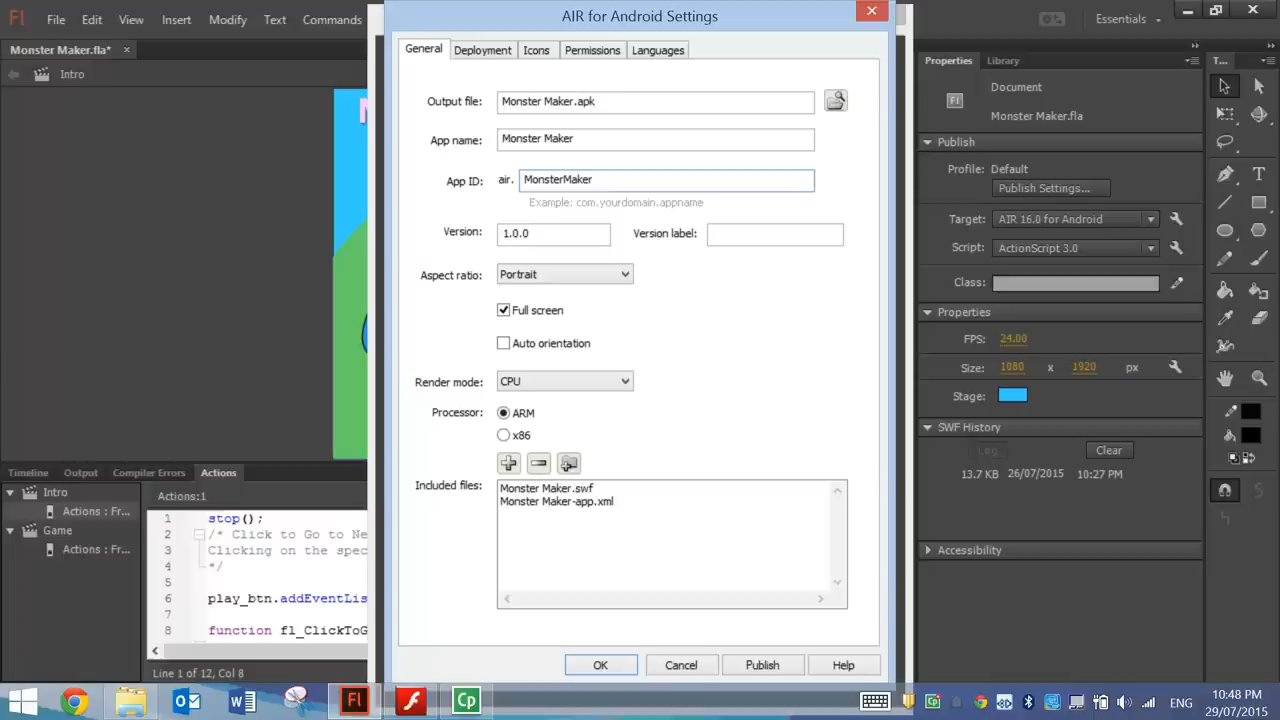 Fl File Edit View Insert Modify Text Commands
AIR for Android Settings
Essentials
Monster Maker.fla*
Intro
General Deployment Icons Permissions Languages
Output file: Monster Maker.apk
App name: Monster Maker
App ID: air. MonsterMaker
Example: com.yourdomain.appname
Version: 1.0.0 Version label:
Aspect ratio: Portrait
Full screen
Auto orientation
Render mode: CPU
Processor: ARM
x86
Included files:
Monster Maker.swf
Monster Maker-app.xml
OK Cancel Publish Help
Properties Library
T...
Document
Fl
Monster Maker.fla
Publish
Profile: Default
Publish Settings...
Target: AIR 16.0 for Android
Script: ActionScript 3.0
Class:
Properties
FPS: 24.00
Size: 1080 x 1920 px
Stage:
SWF History
Log Clear
13.7 KB 26/07/2015 10:27 PM
Accessibility
Timeline Output Compiler Errors Actions
Intro
Actions : Fr...
Game
Actions : Fr...
Actions:1
1 stop();
2 /* Click to Go to Ne
3 Clicking on the spec
4 */
5
6 play_btn.addEventLis
7
8 function fl_ClickToG
Line 1 of 12, Col 8
Fl
Cp
ENG
10:48 PM
29/07/2015